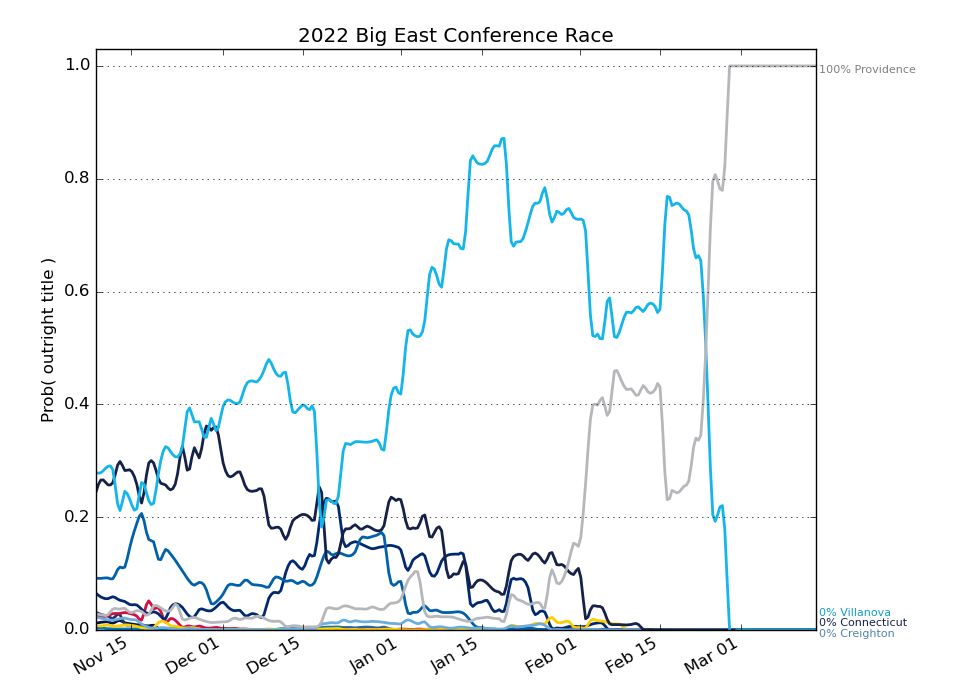 2022 Big East Conference Race
1.0
0.8
0.6
0.4
0.2
0.0
Prob( outright title )
100% Providence
0% Villanova
0% Connecticut
0% Creighton
Nov 15
Dec 01
Dec 15
Jan 01
Jan 15
Feb 01
Feb 15
Mar 01